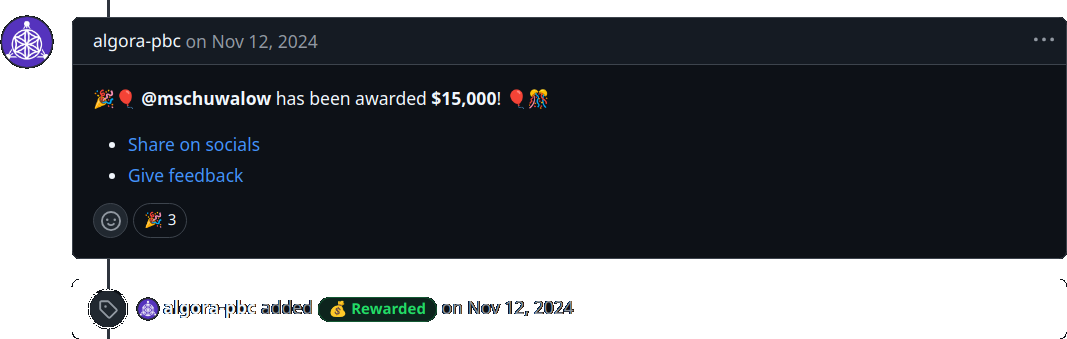 algora-pbc on Nov 12, 2024
🎉🎈 @mschuwalow has been awarded $15,000! 🎈🎊
Share on socials
Give feedback
🎉 3
algora-pbc added 💰 Rewarded on Nov 12, 2024